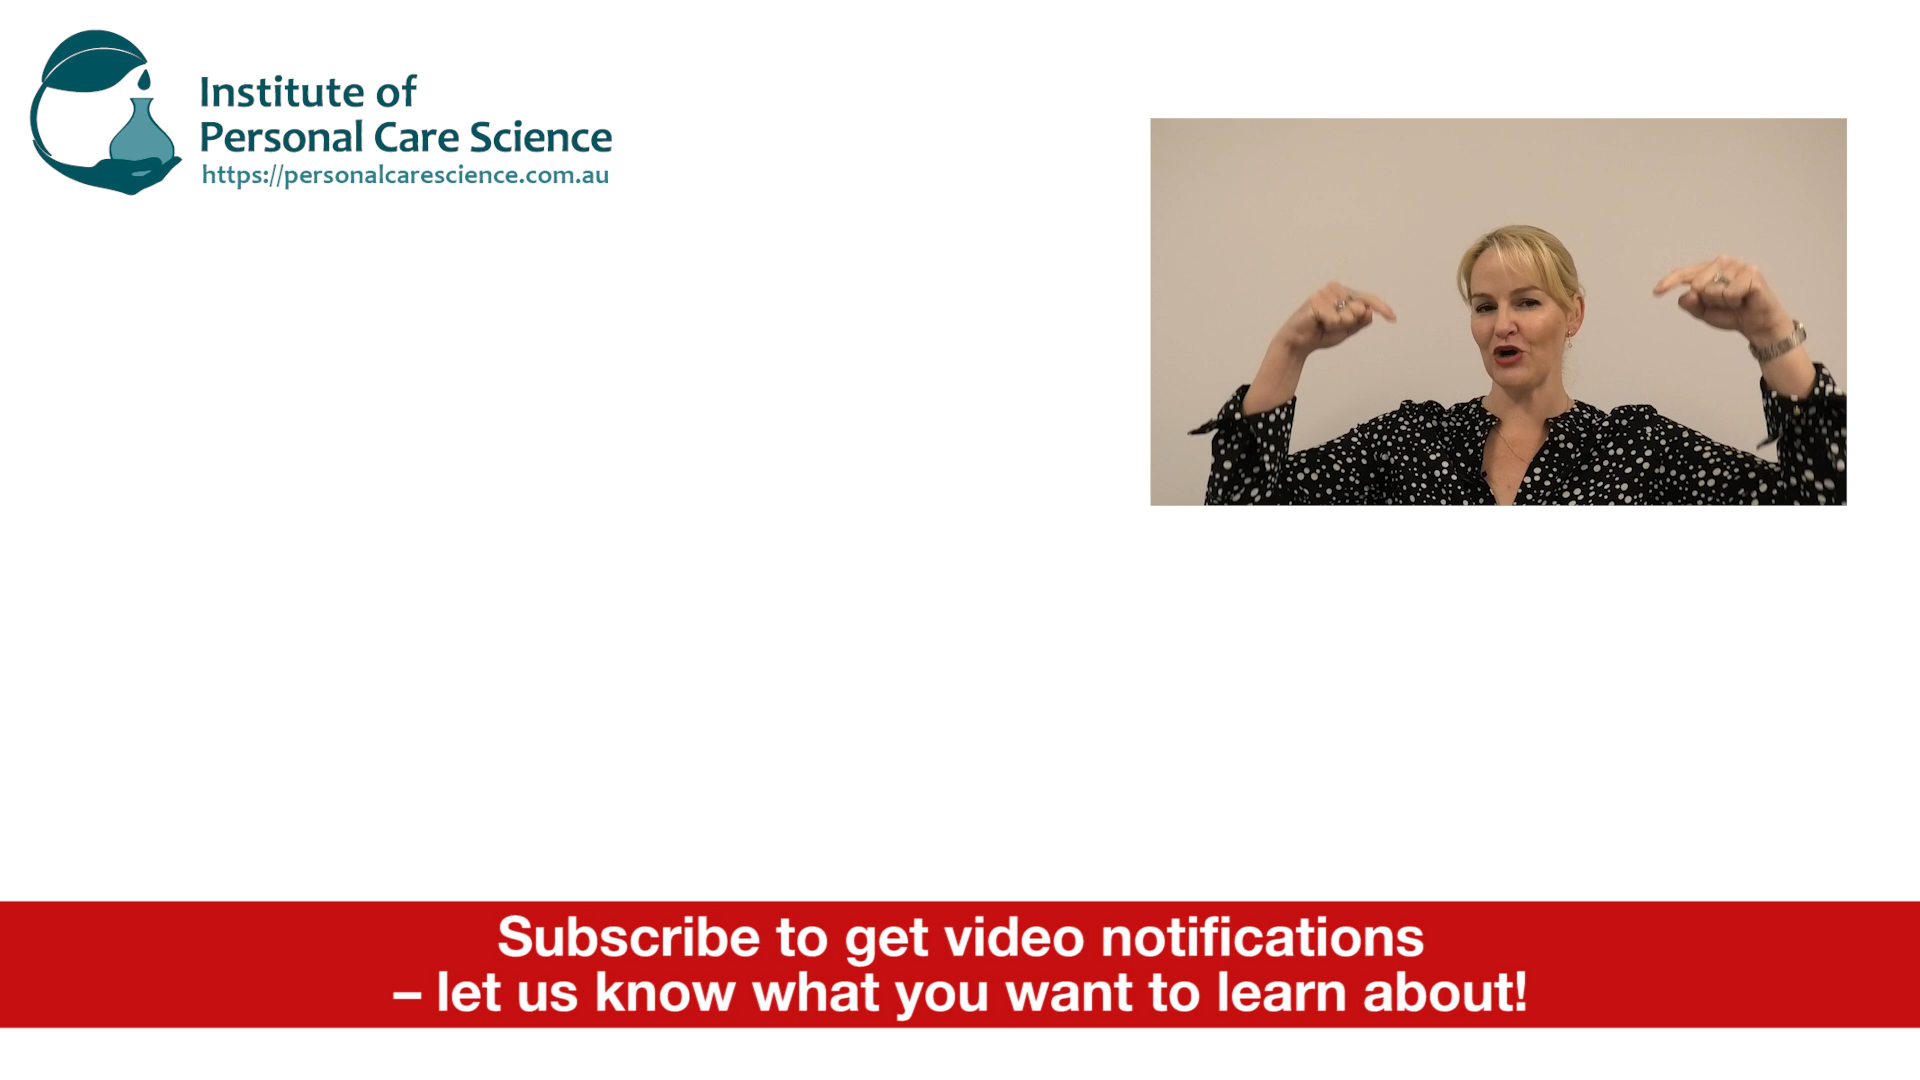 Institute of
Personal Care Science
https://personalcarescience.com.au
Subscribe to get video notifications
– let us know what you want to learn about!